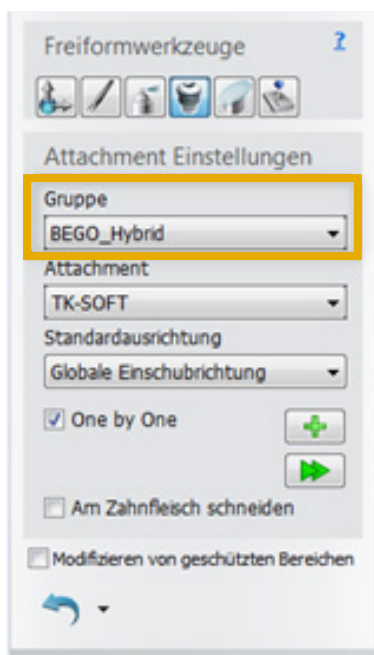 Freiformwerkzeuge ?
Attachment Einstellungen
Gruppe
BEGO_Hybrid
Attachment
TK-SOFT
Standardausrichtung
Globale Einschubrichtung
One by One
Am Zahnfleisch schneiden
Modifizieren von geschützten Bereichen